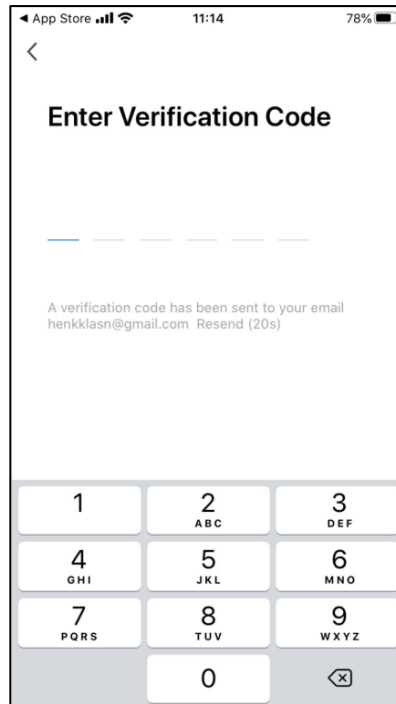 ◀ App Store 11:14 78%
Enter Verification Code
A verification code has been sent to your email
henkklasn@gmail.com Resend (20s)
1 2 3
ABC DEF
4 5 6
GHI JKL MNO
7 8 9
PQRS TUV WXYZ
0